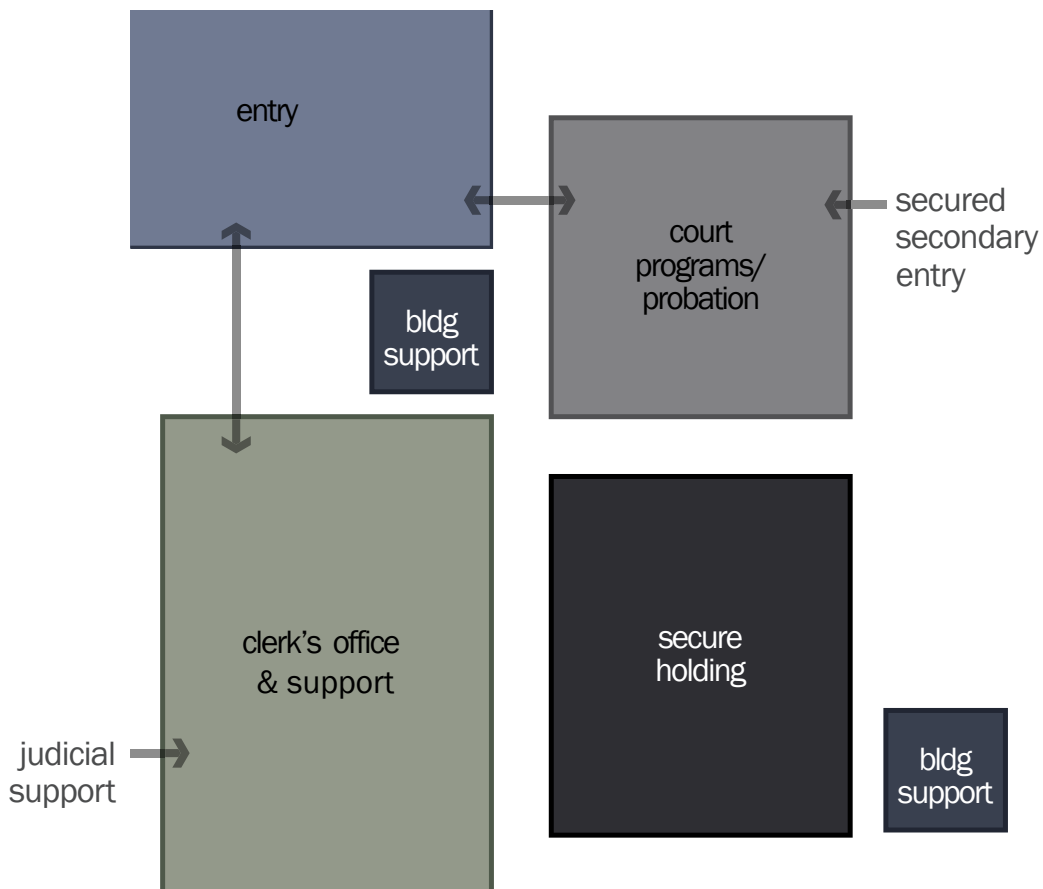 entry
court
programs/
probation
secured
secondary
entry
bldg
support
clerk's office
& support
secure
holding
judicial
support
bldg
support